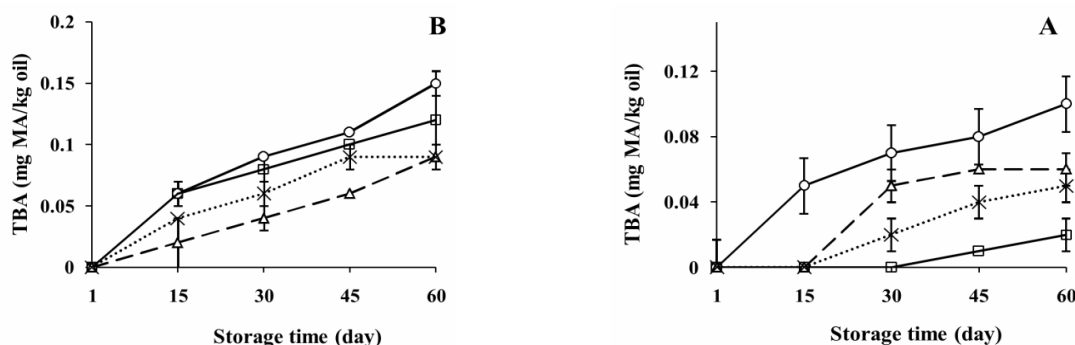 B
TBA (mg MA/kg oil)
0.2
0.15
0.1
0.05
0
1 15 30 45 60
Storage time (day)
A
TBA (mg MA/kg oil)
0.12
0.08
0.04
0
1 15 30 45 60
Storage time (day)